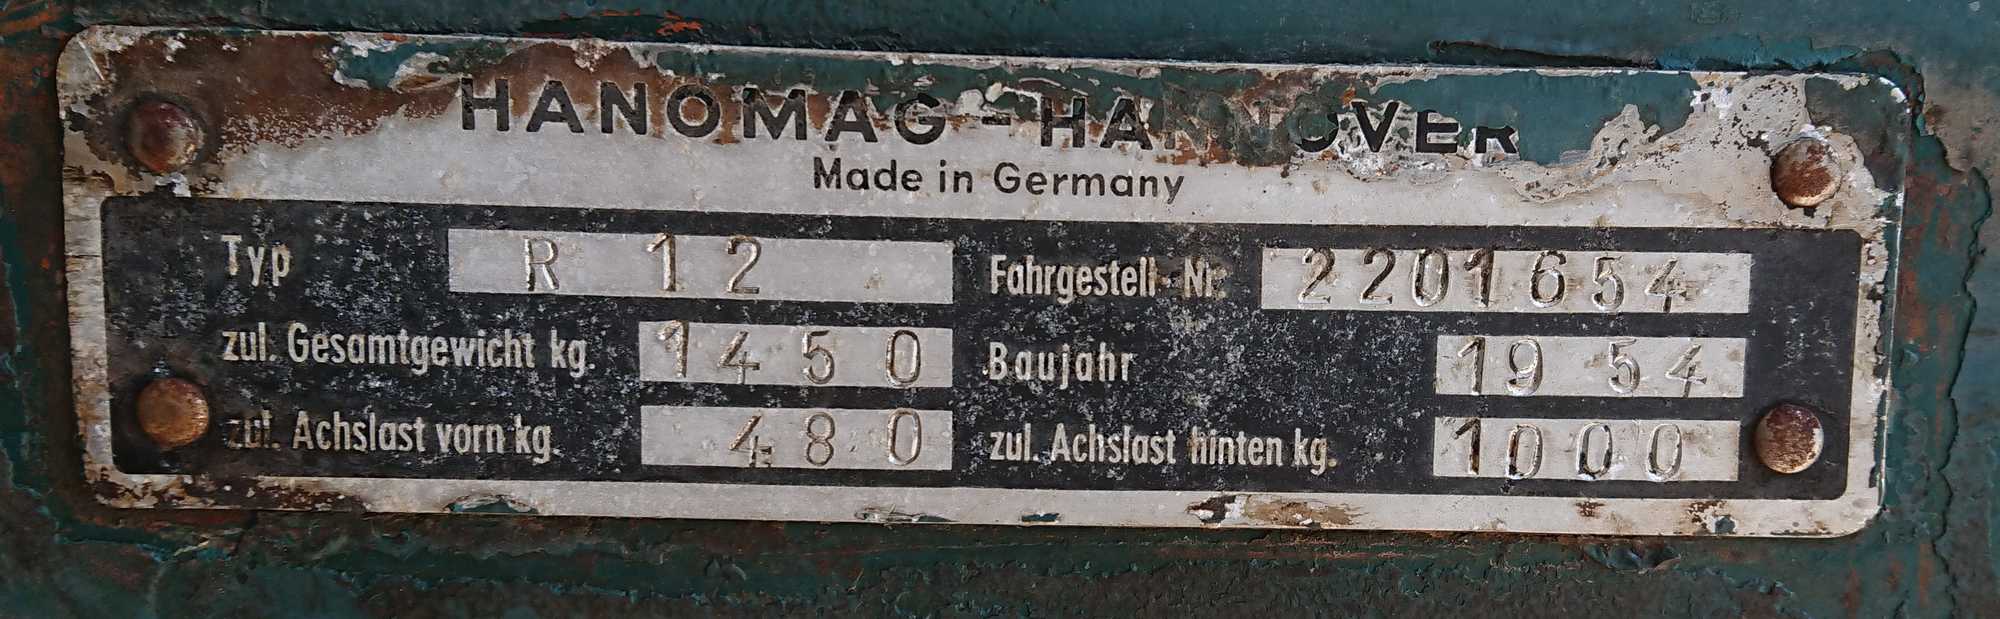 HANOMAG - HANNOVER
Made in Germany
Typ R 12 Fahrgestell-Nr. 2201654
zul. Gesamtgewicht kg. 1450 Baujahr 1954
zul. Achslast vorn kg. 480 zul. Achslast hinten kg. 1000